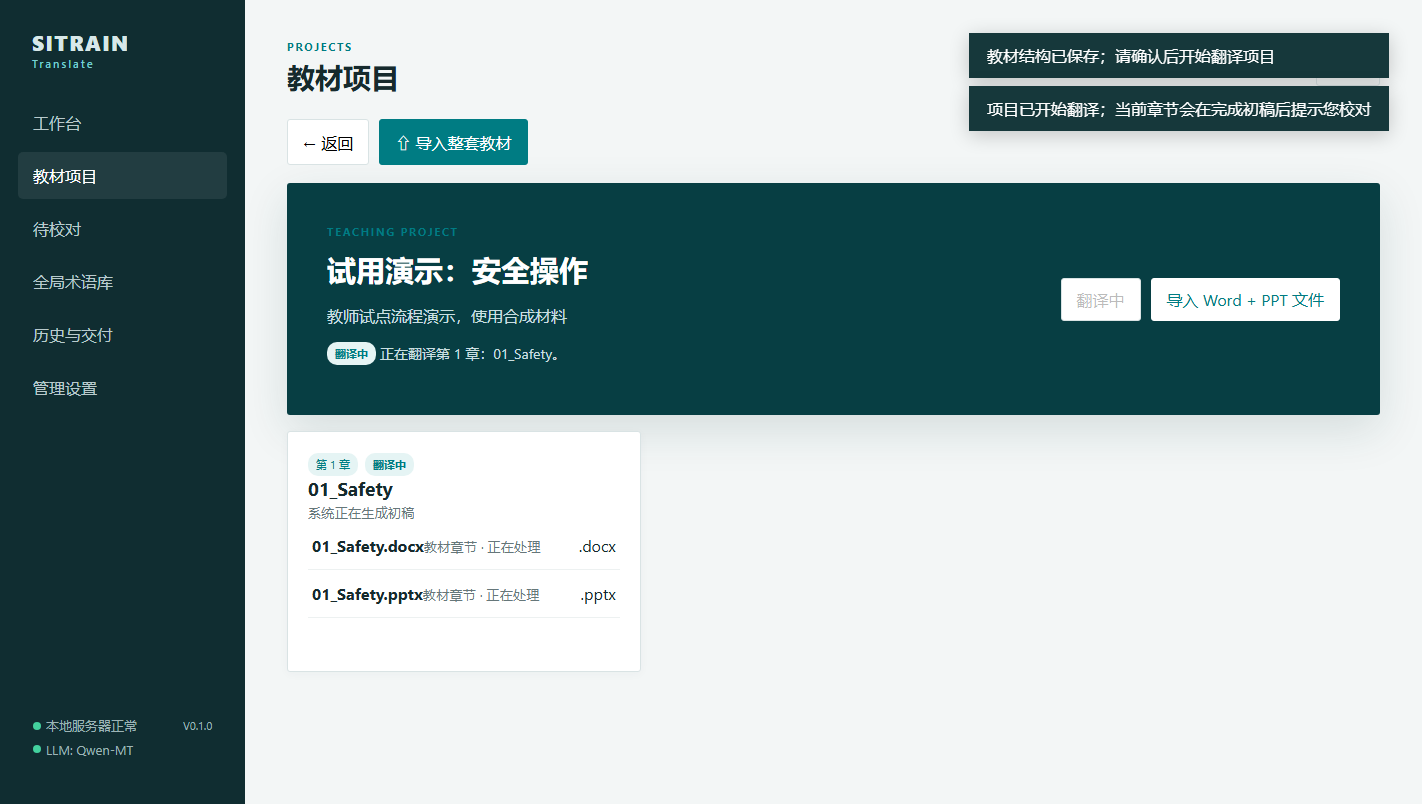 SITRAIN
Translate
工作台
教材项目
待校对
全局术语库
历史与交付
管理设置
本地服务器正常 V0.1.0
LLM: Qwen-MT
PROJECTS
教材项目
← 返回
⇧ 导入整套教材
教材结构已保存；请确认后开始翻译项目
项目已开始翻译；当前章节会在完成初稿后提示您校对
TEACHING PROJECT
试用演示：安全操作
教师试点流程演示，使用合成材料
翻译中 正在翻译第 1 章：01_Safety。
翻译中
导入 Word + PPT 文件
第 1 章 翻译中
01_Safety
系统正在生成初稿
01_Safety.docx教材章节 · 正在处理 .docx
01_Safety.pptx教材章节 · 正在处理 .pptx